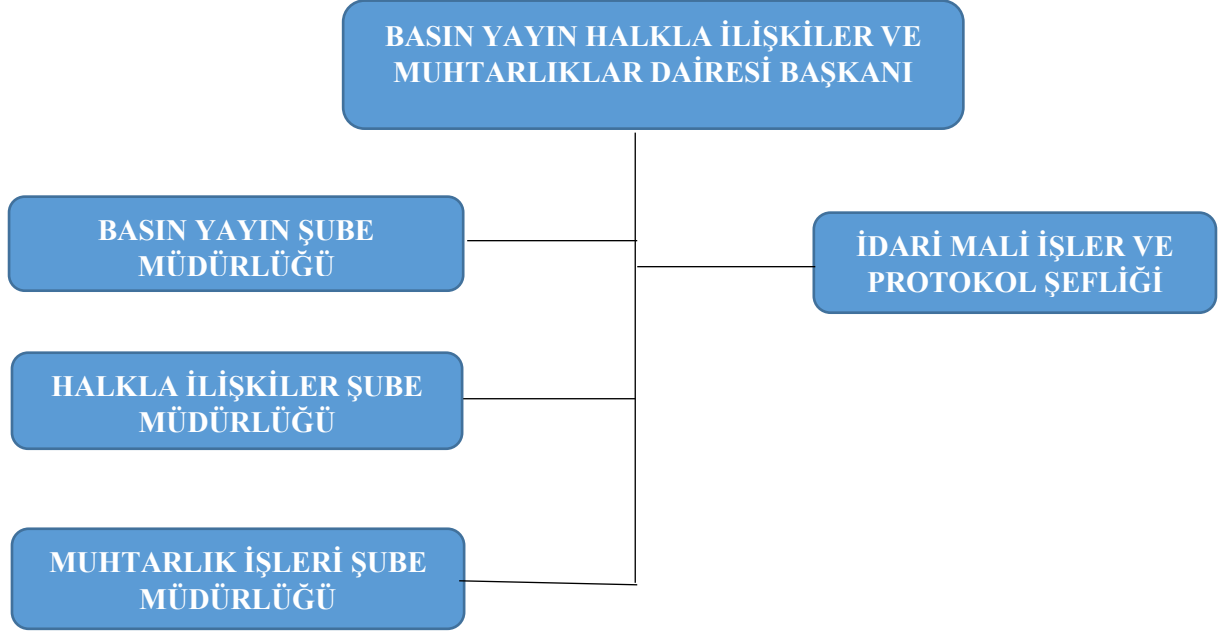 BASIN YAYIN HALKLA İLİŞKİLER VE
MUHTARLIKLAR DAİRESİ BAŞKANI
BASIN YAYIN ŞUBE
MÜDÜRLÜĞÜ
İDARİ MALİ İŞLER VE
PROTOKOL ŞEFLİĞİ
HALKLA İLİŞKİLER ŞUBE
MÜDÜRLÜĞÜ
MUHTARLIK İŞLERİ ŞUBE
MÜDÜRLÜĞÜ